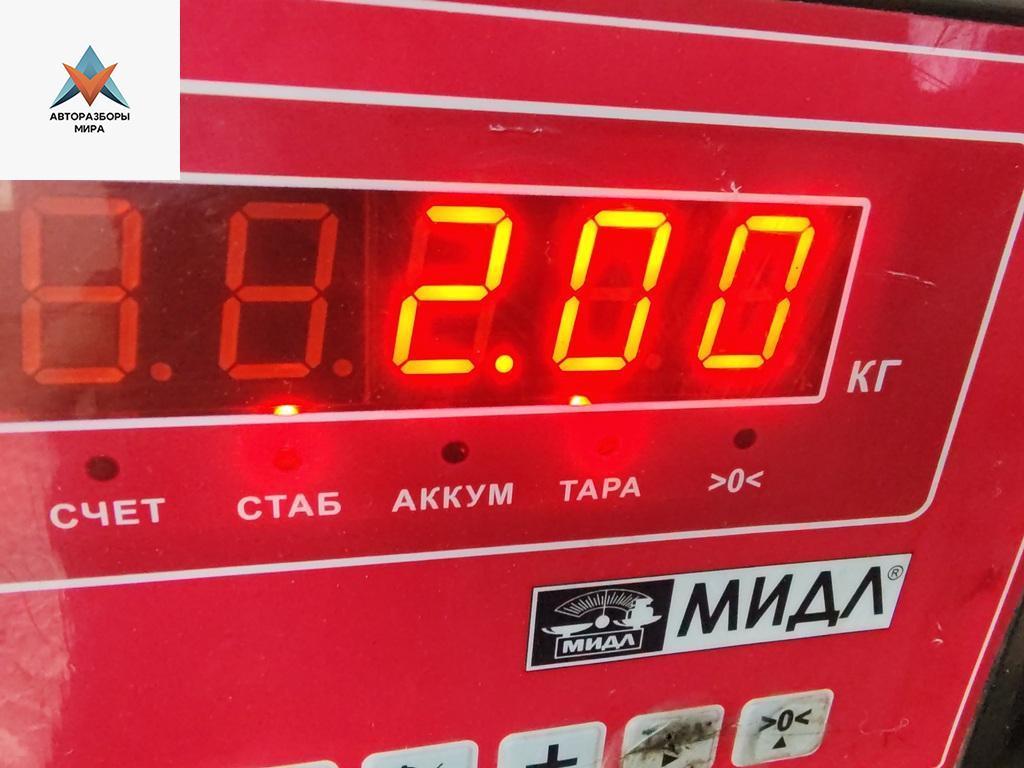 АВТОРАЗБОРЫ
МИРА
2.00
КГ
СЧЕТ СТАБ АККУМ ТАРА >0<
МИДЛ МИДЛ®
+ >0<